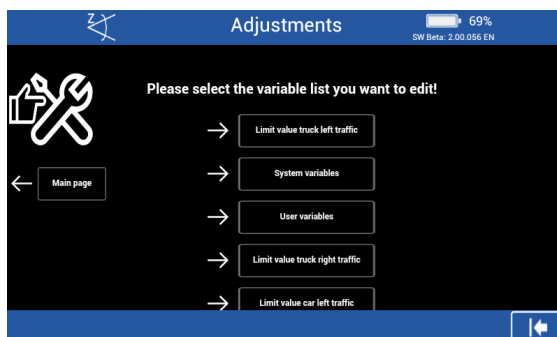 Z
Adjustments
69%
SW Beta: 2.00.056 EN
Please select the variable list you want to edit!
Limit value truck left traffic
System variables
Main page
User variables
Limit value truck right traffic
Limit value car left traffic